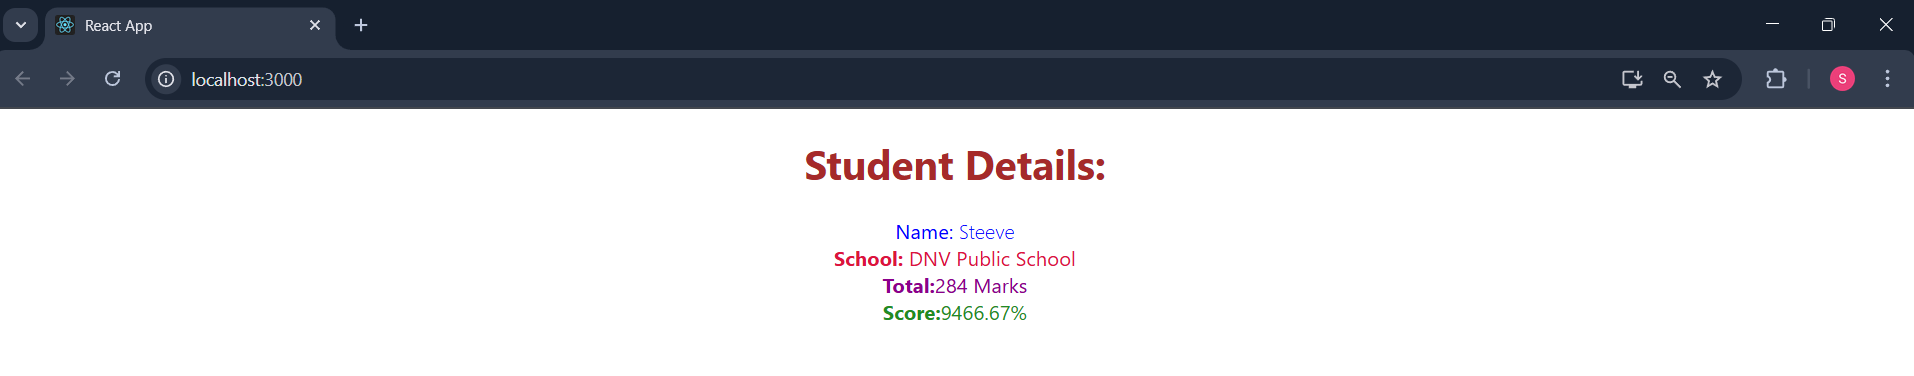 React App
localhost:3000
S
Student Details:
Name: Steeve
School: DNV Public School
Total:284 Marks
Score:9466.67%